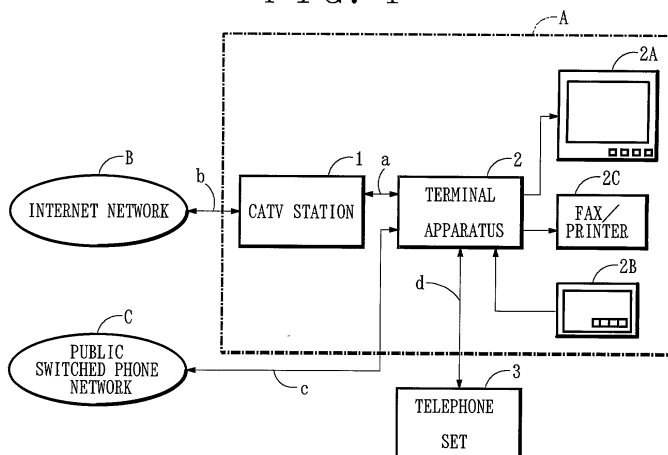 FIG. 1
A
2A
B
b
1
a
2
2C
INTERNET NETWORK
CATV STATION
TERMINAL
APPARATUS
FAX/
PRINTER
d
2B
C
PUBLIC
SWITCHED PHONE
NETWORK
c
3
TELEPHONE
SET